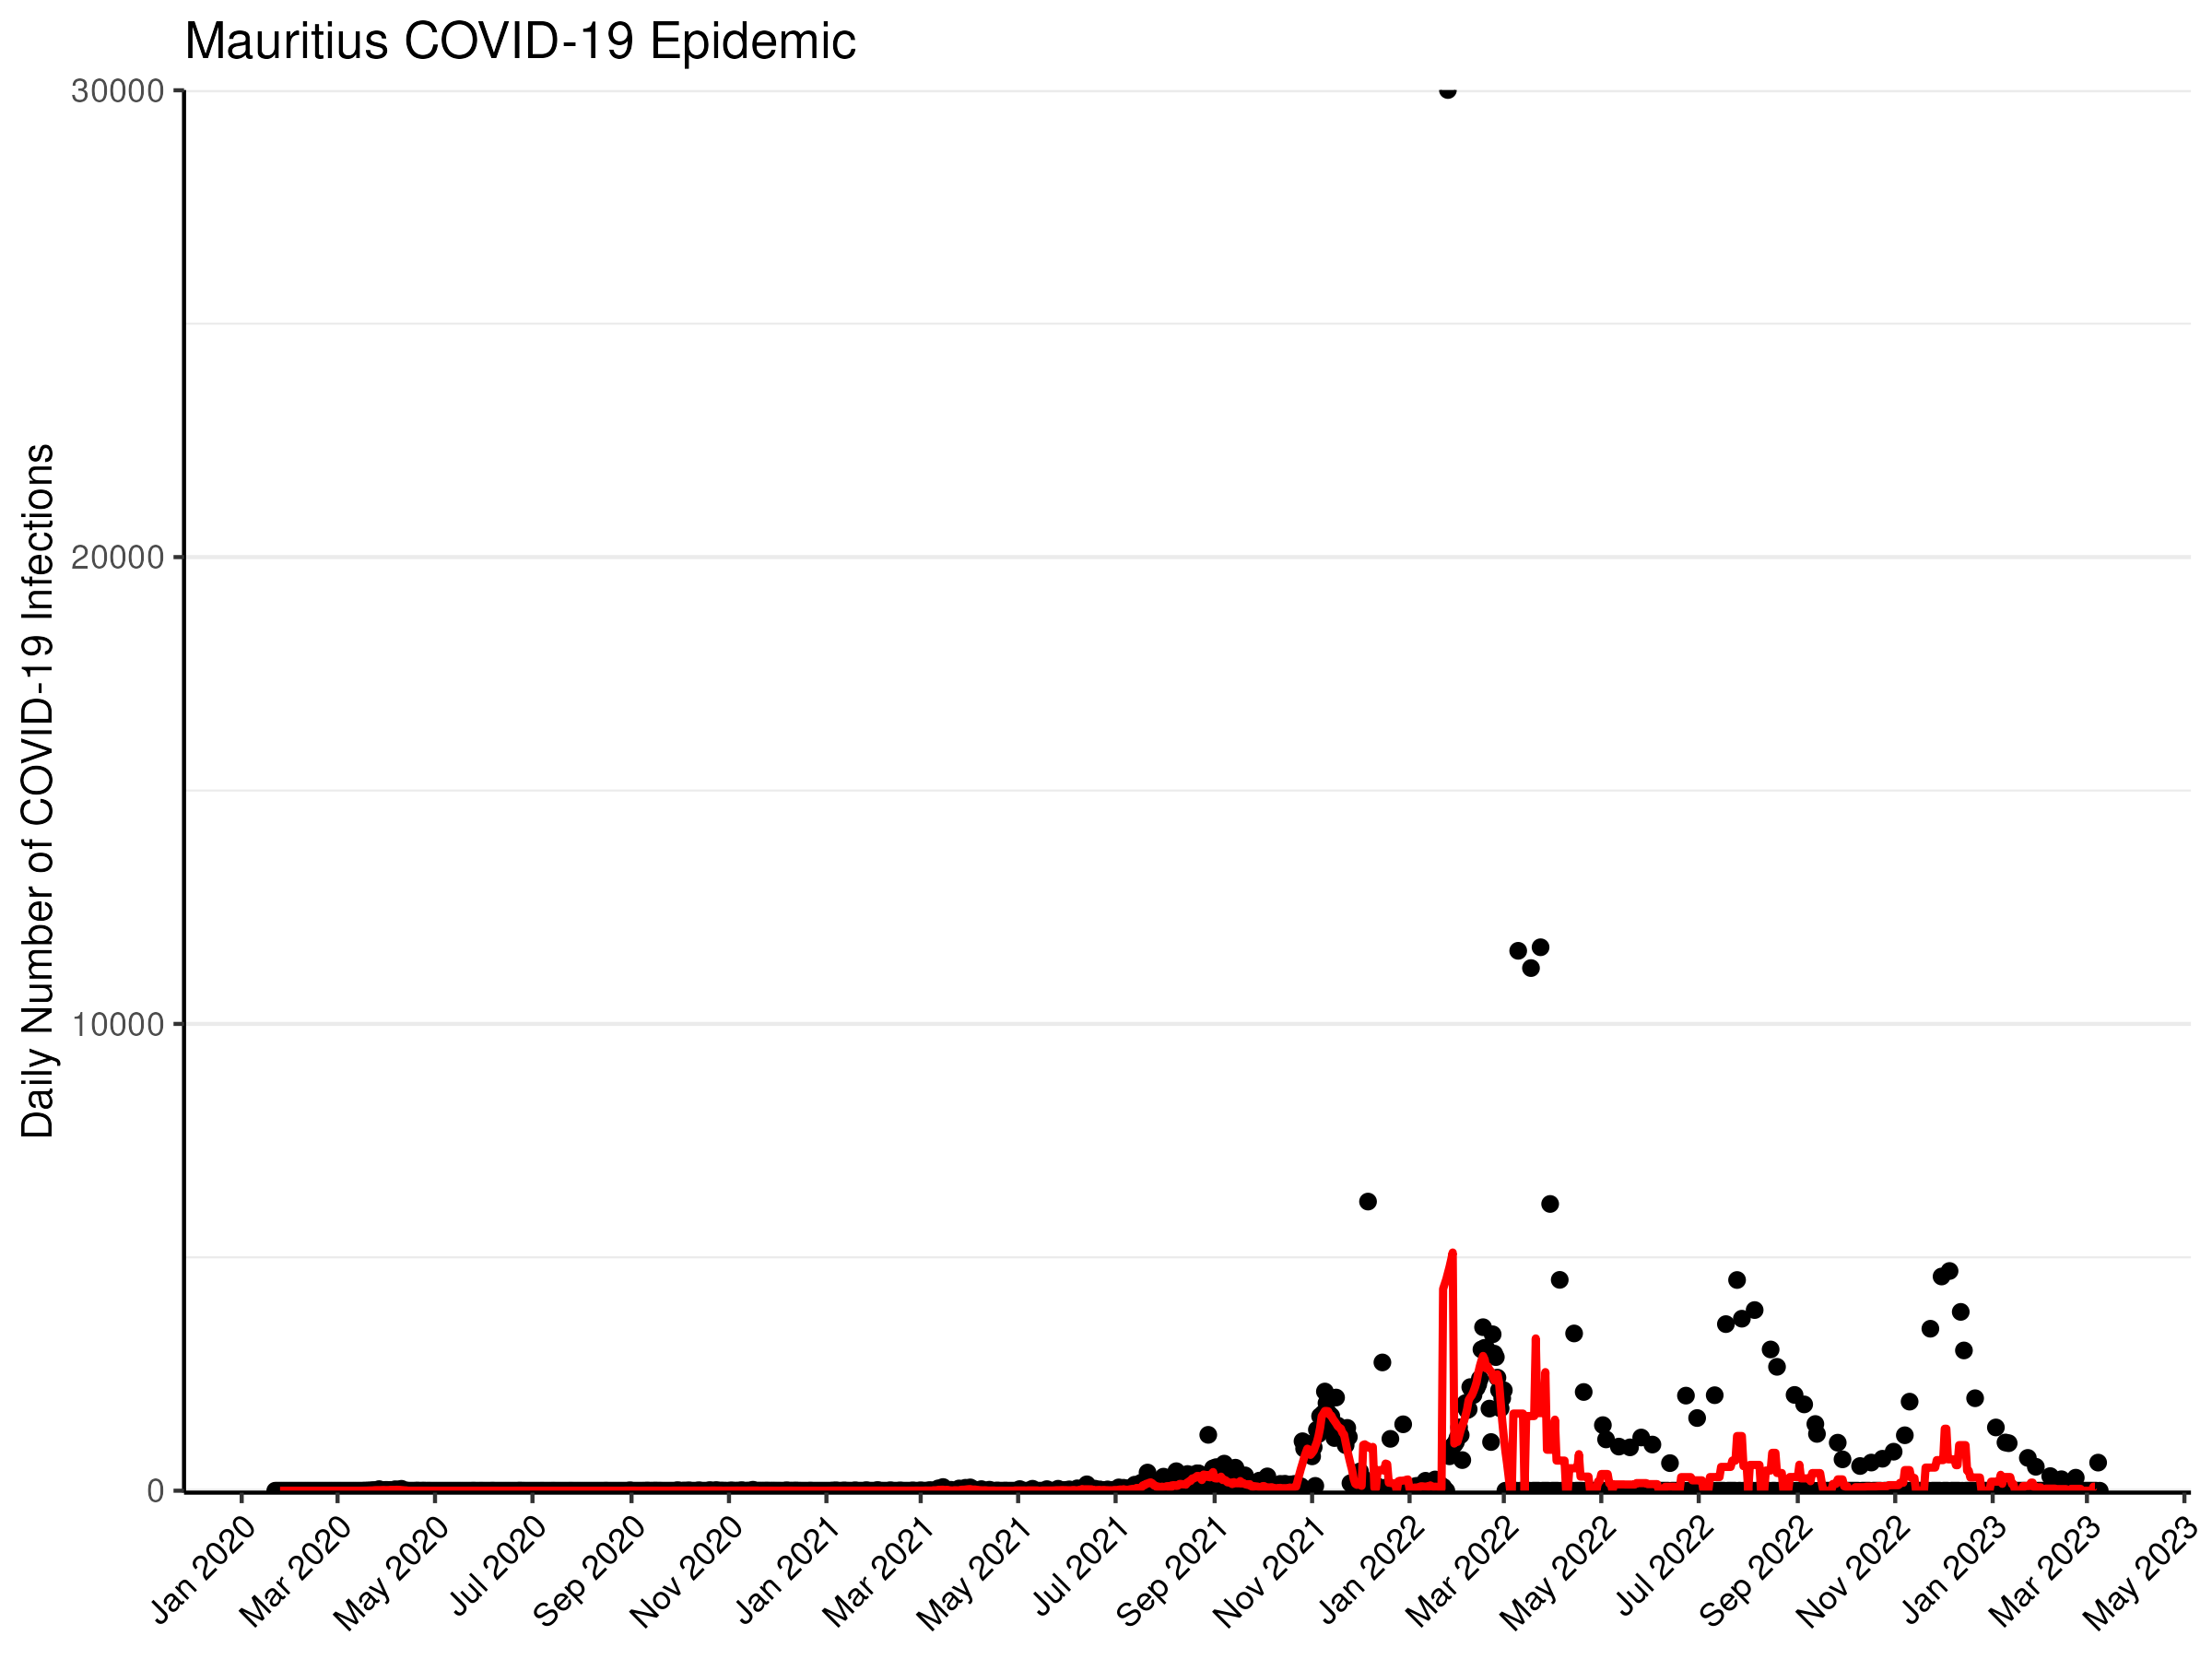 Mauritius COVID-19 Epidemic
Daily Number of COVID-19 Infections
30000
20000
10000
0
Jan 2020
Mar 2020
May 2020
Jul 2020
Sep 2020
Nov 2020
Jan 2021
Mar 2021
May 2021
Jul 2021
Sep 2021
Nov 2021
Jan 2022
Mar 2022
May 2022
Jul 2022
Sep 2022
Nov 2022
Jan 2023
Mar 2023
May 2023